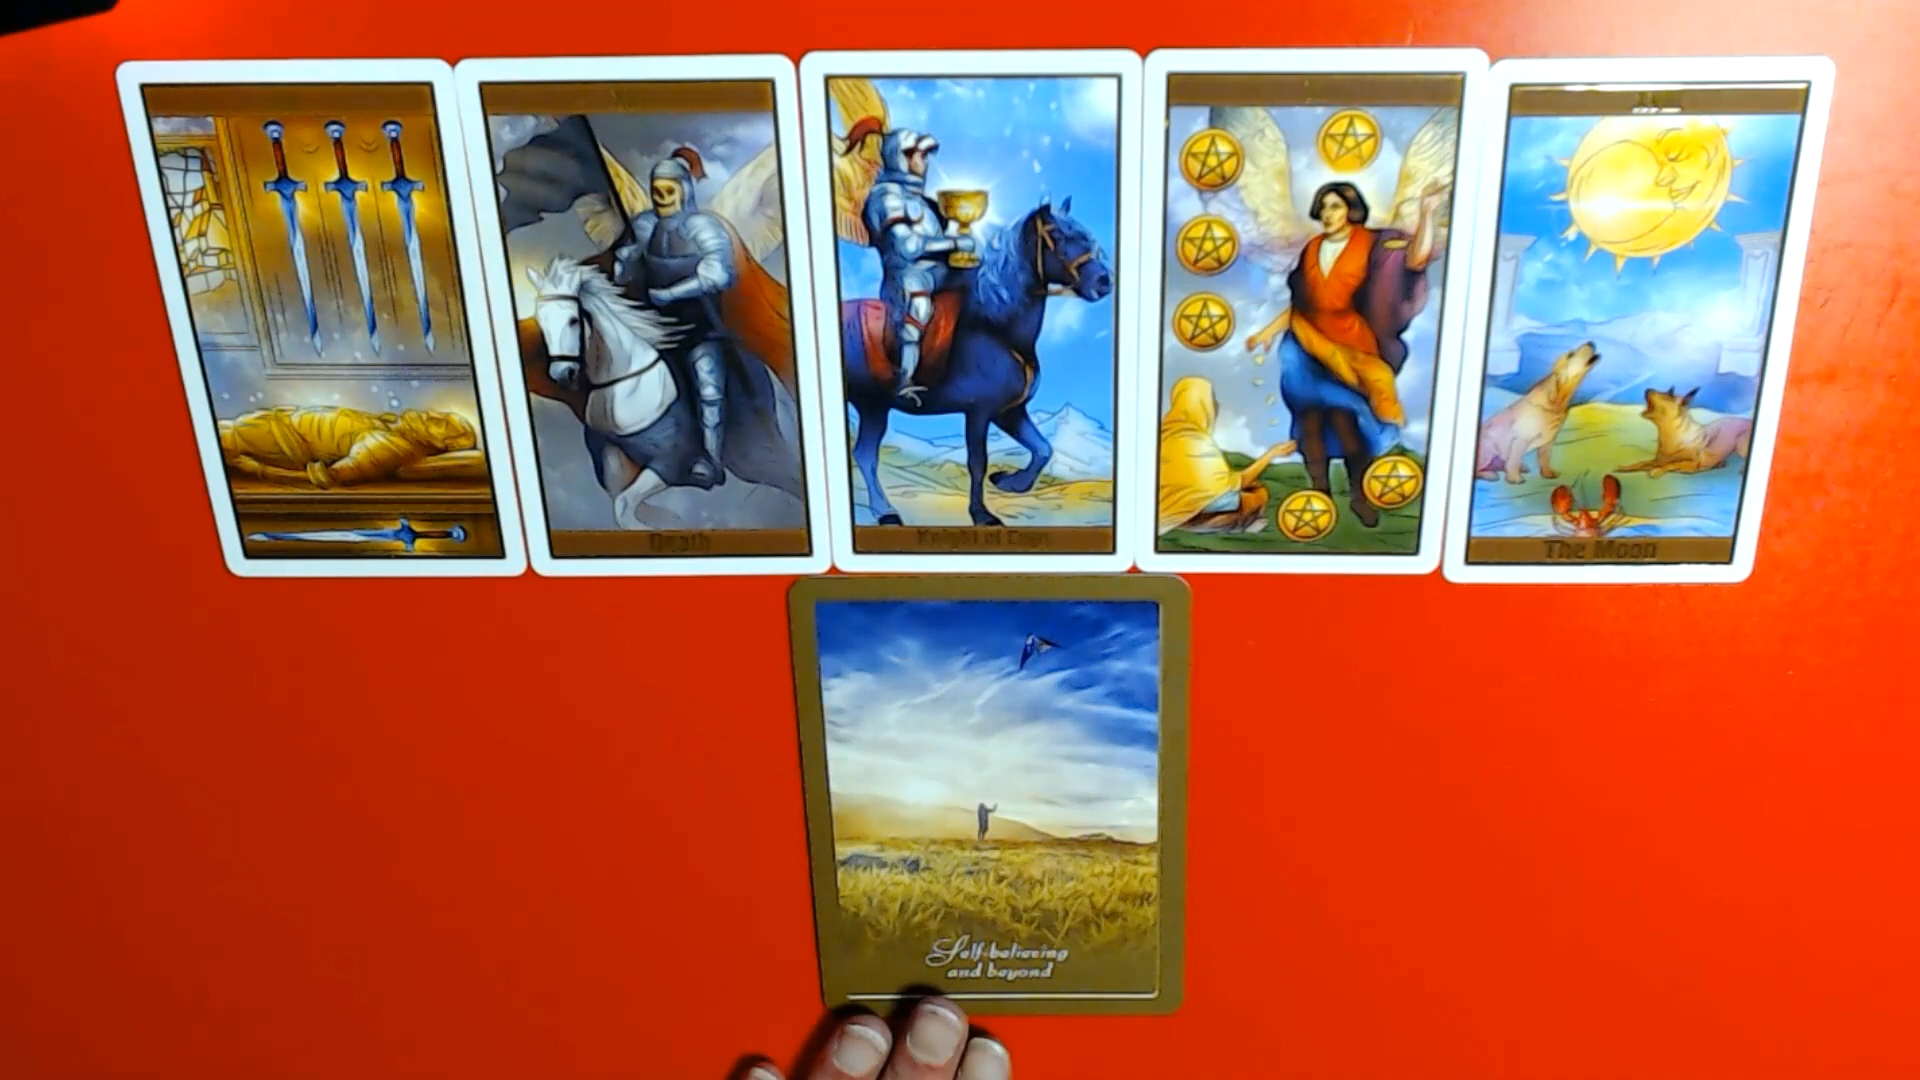 Death
Knight of Cups
The Moon
Self-believing
and beyond